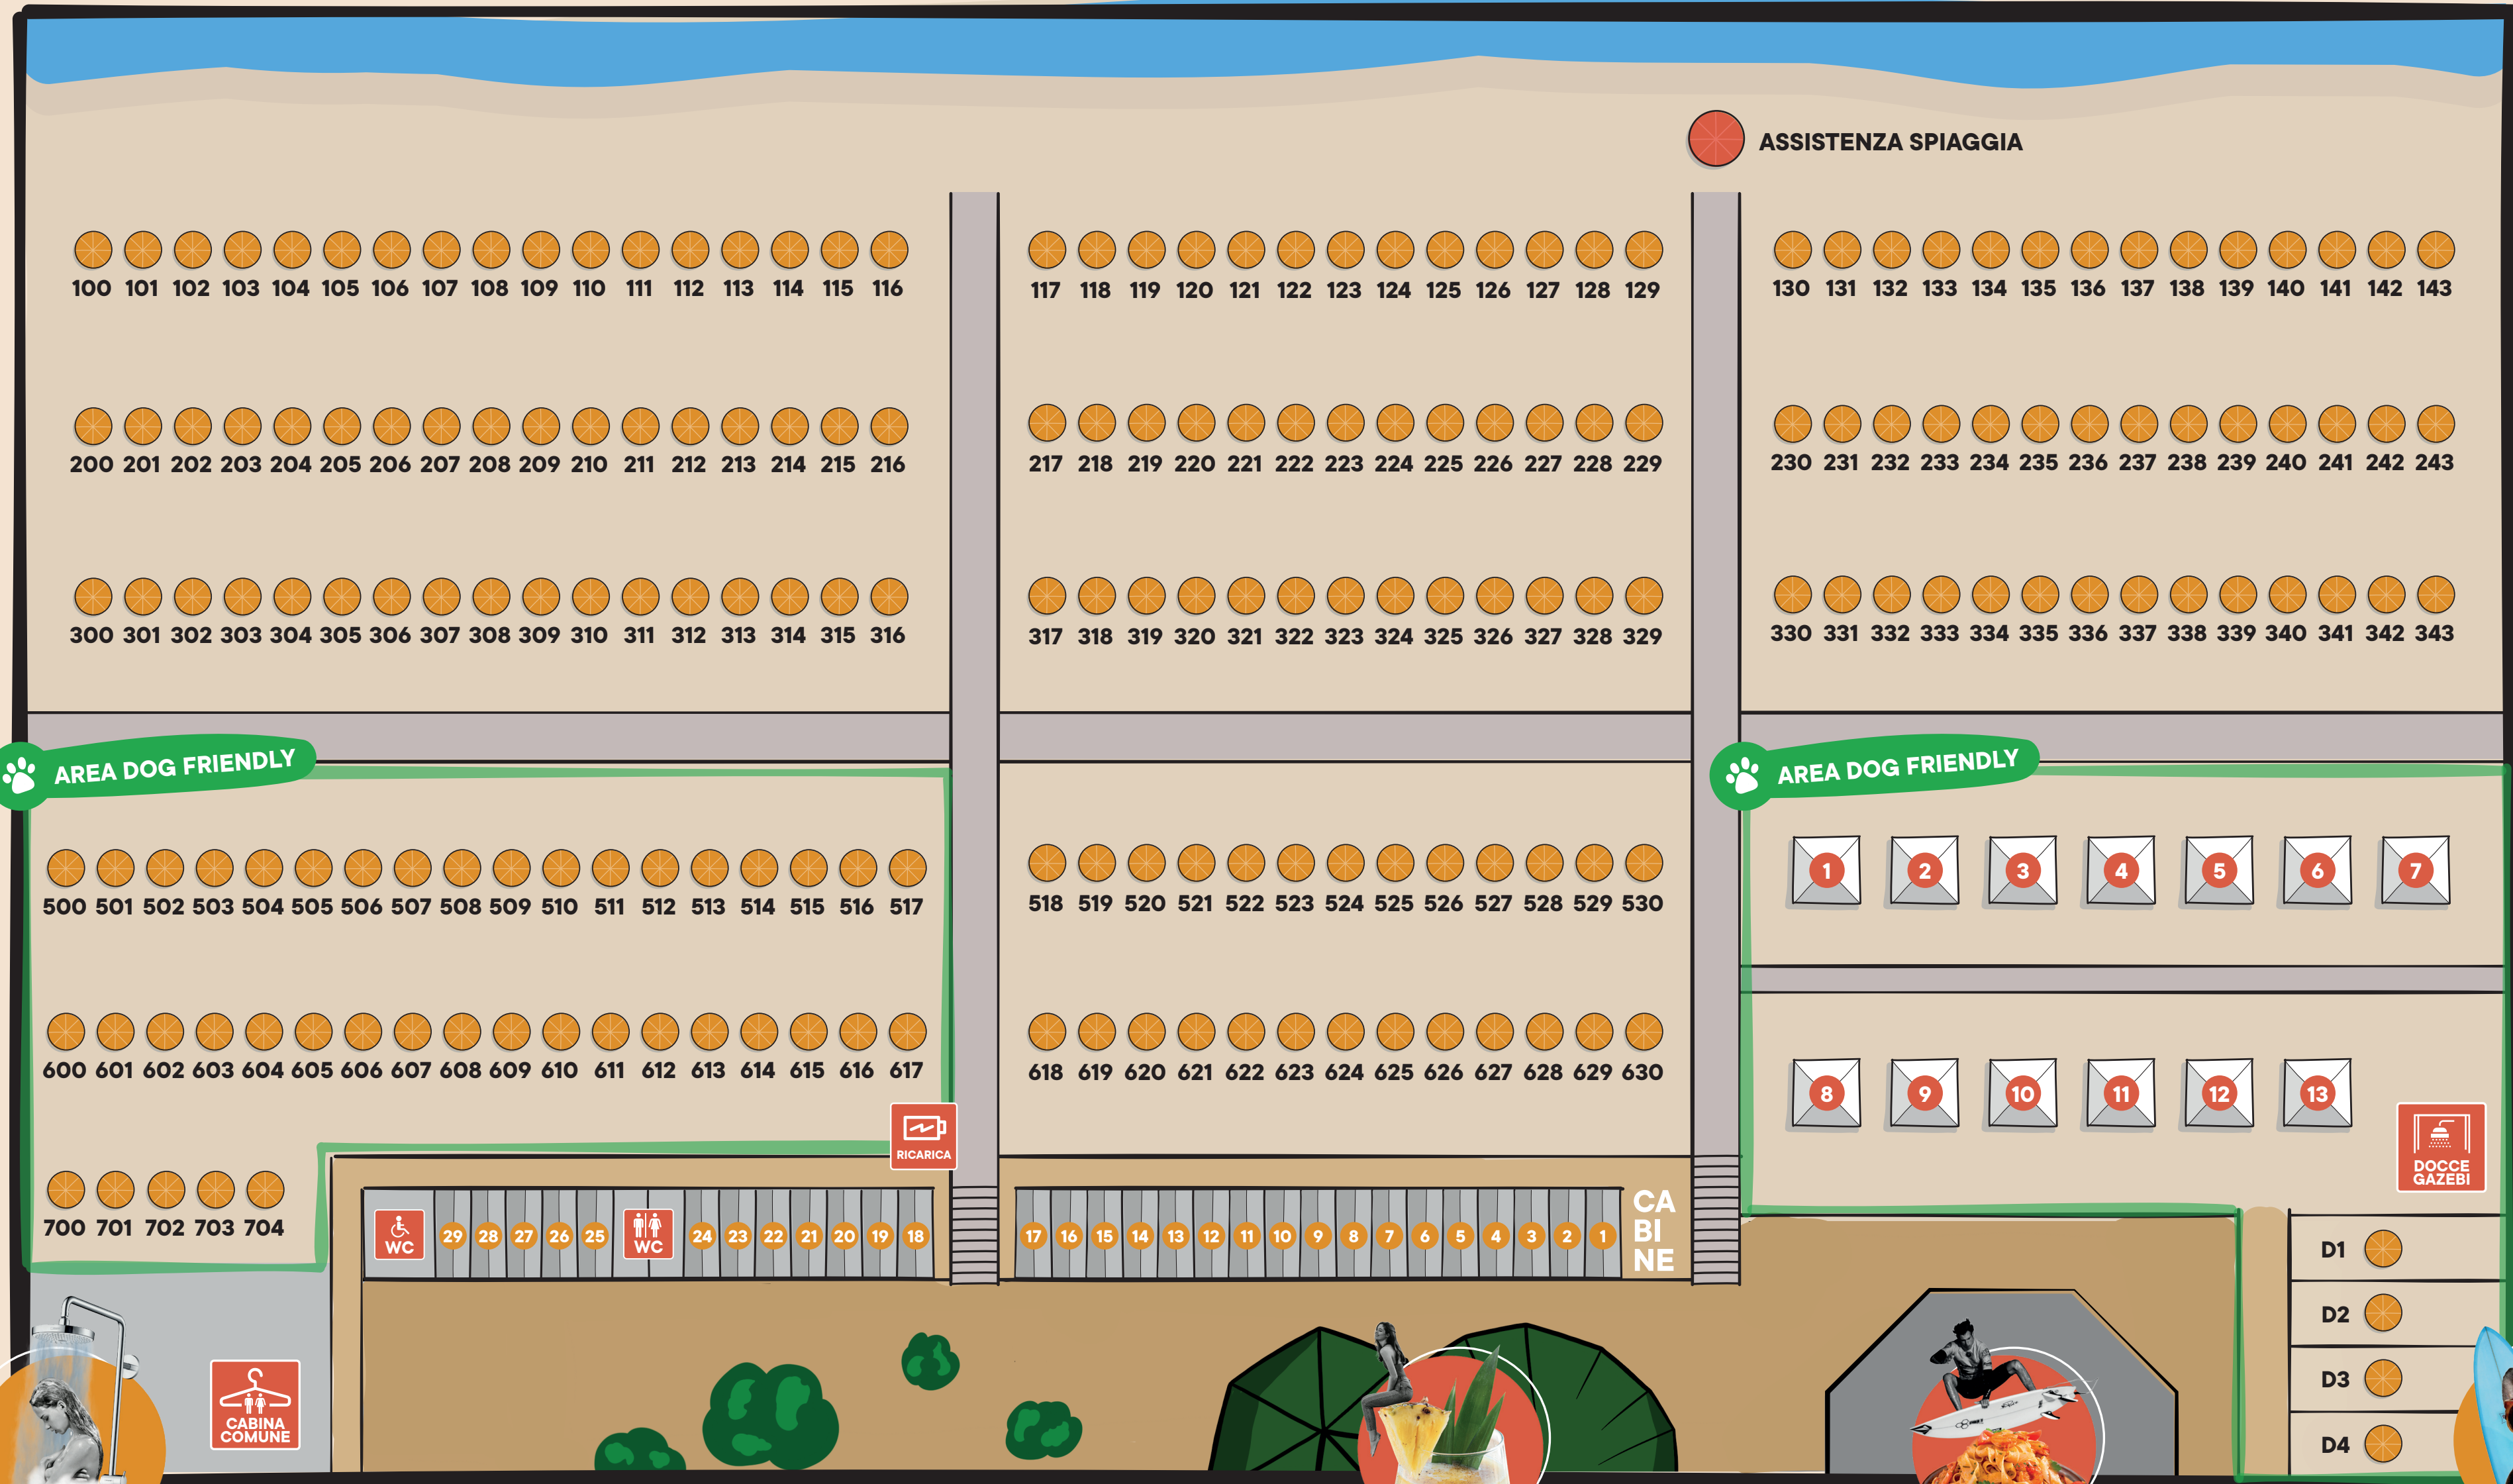 ASSISTENZA SPIAGGIA
100 101 102 103 104 105 106 107 108 109 110 111 112 113 114 115 116
117 118 119 120 121 122 123 124 125 126 127 128 129
130 131 132 133 134 135 136 137 138 139 140 141 142 143
200 201 202 203 204 205 206 207 208 209 210 211 212 213 214 215 216
217 218 219 220 221 222 223 224 225 226 227 228 229
230 231 232 233 234 235 236 237 238 239 240 241 242 243
300 301 302 303 304 305 306 307 308 309 310 311 312 313 314 315 316
317 318 319 320 321 322 323 324 325 326 327 328 329
330 331 332 333 334 335 336 337 338 339 340 341 342 343
AREA DOG FRIENDLY
500 501 502 503 504 505 506 507 508 509 510 511 512 513 514 515 516 517
600 601 602 603 604 605 606 607 608 609 610 611 612 613 614 615 616 617
700 701 702 703 704
RICARICA
518 519 520 521 522 523 524 525 526 527 528 529 530
618 619 620 621 622 623 624 625 626 627 628 629 630
AREA DOG FRIENDLY
1 2 3 4 5 6 7
8 9 10 11 12 13
DOCCE
GAZEBI
WC 29 28 27 26 25 WC 24 23 22 21 20 19 18
17 16 15 14 13 12 11 10 9 8 7 6 5 4 3 2 1
CA
BI
NE
CABINA
COMUNE
D1
D2
D3
D4